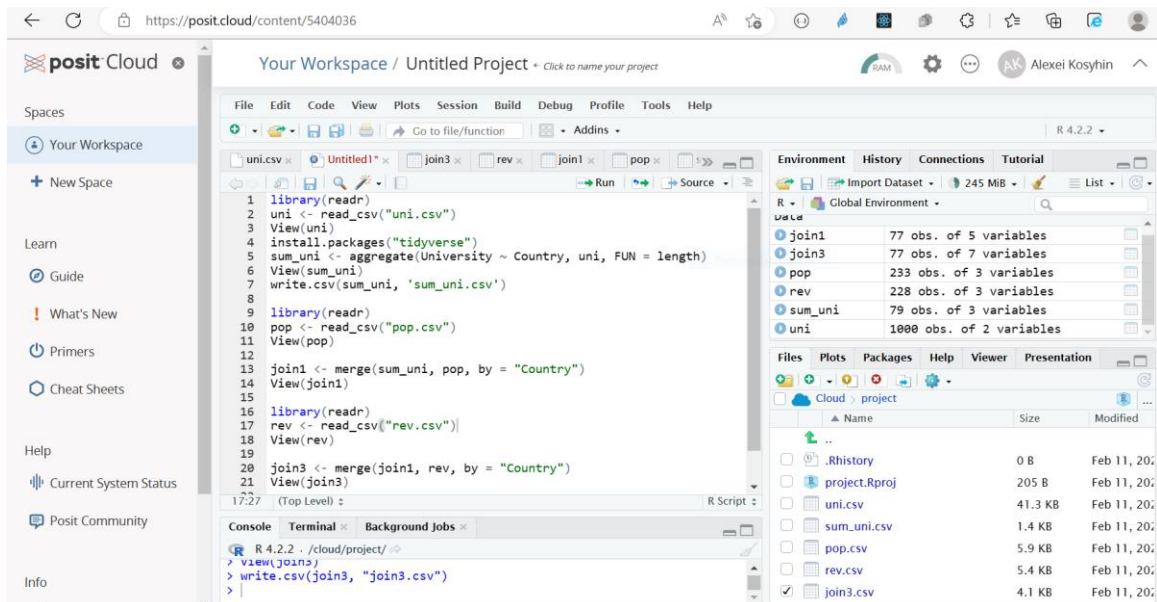 https://posit.cloud/content/5404036
posit Cloud
Your Workspace / Untitled Project ← Click to name your project
RAM
AK
Alexei Kosyhin
Spaces
Your Workspace
New Space
Learn
Guide
What's New
Primers
Cheat Sheets
Help
Current System Status
Posit Community
Info
File Edit Code View Plots Session Build Debug Profile Tools Help
Go to file/function
Addins
R 4.2.2
uni.csv × Untitled1* × join3 × rev × join1 × pop ×
Run Source
1 library(readr)
2 uni <- read_csv("uni.csv")
3 View(uni)
4 install.packages("tidyverse")
5 sum_uni <- aggregate(University ~ Country, uni, FUN = length)
6 View(sum_uni)
7 write.csv(sum_uni, 'sum_uni.csv')
8
9 library(readr)
10 pop <- read_csv("pop.csv")
11 View(pop)
12
13 join1 <- merge(sum_uni, pop, by = "Country")
14 View(join1)
15
16 library(readr)
17 rev <- read_csv("rev.csv")
18 View(rev)
19
20 join3 <- merge(join1, rev, by = "Country")
21 View(join3)
17:27 (Top Level) R Script
Console Terminal × Background Jobs ×
R 4.2.2 . /cloud/project/
> View(join3)
> write.csv(join3, "join3.csv")
>
Environment History Connections Tutorial
Import Dataset 245 MiB List
R Global Environment
Data
join1 77 obs. of 5 variables
join3 77 obs. of 7 variables
pop 233 obs. of 3 variables
rev 228 obs. of 3 variables
sum_uni 79 obs. of 3 variables
uni 1000 obs. of 2 variables
Files Plots Packages Help Viewer Presentation
Cloud > project
Name Size Modified
..
.Rhistory 0 B Feb 11, 202
project.Rproj 205 B Feb 11, 202
uni.csv 41.3 KB Feb 11, 202
sum_uni.csv 1.4 KB Feb 11, 202
pop.csv 5.9 KB Feb 11, 202
rev.csv 5.4 KB Feb 11, 202
join3.csv 4.1 KB Feb 11, 202